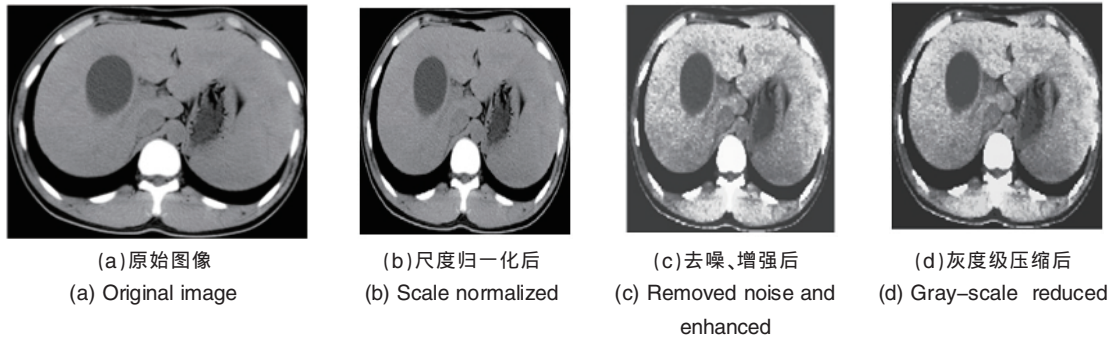 (a)原始图像
(b)尺度归一化后
(c)去噪、增强后
(d)灰度级压缩后
(a) Original image
(b) Scale normalized
(c) Removed noise and
enhanced
(d) Gray–scale reduced